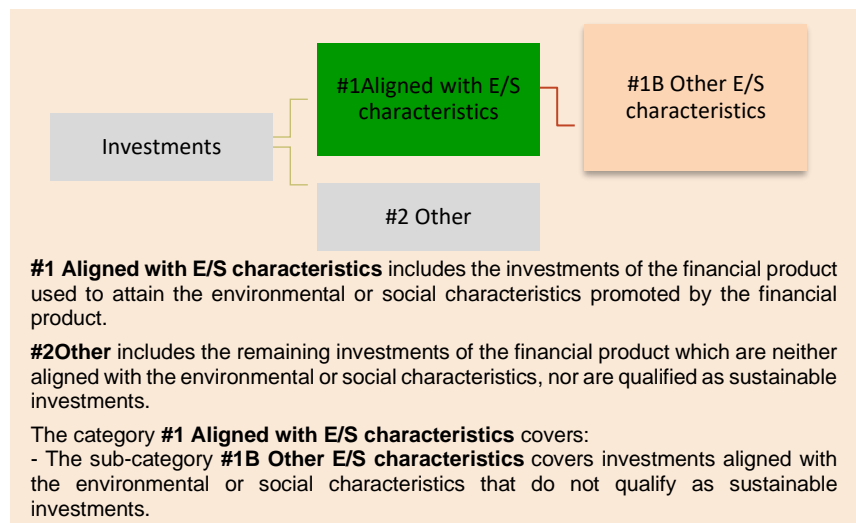 #1Aligned with E/S
characteristics
#1B Other E/S
characteristics
Investments
#2 Other
#1 Aligned with E/S characteristics includes the investments of the financial product
used to attain the environmental or social characteristics promoted by the financial
product.
#2Other includes the remaining investments of the financial product which are neither
aligned with the environmental or social characteristics, nor are qualified as sustainable
investments.
The category #1 Aligned with E/S characteristics covers:
- The sub-category #1B Other E/S characteristics covers investments aligned with
the environmental or social characteristics that do not qualify as sustainable
investments.